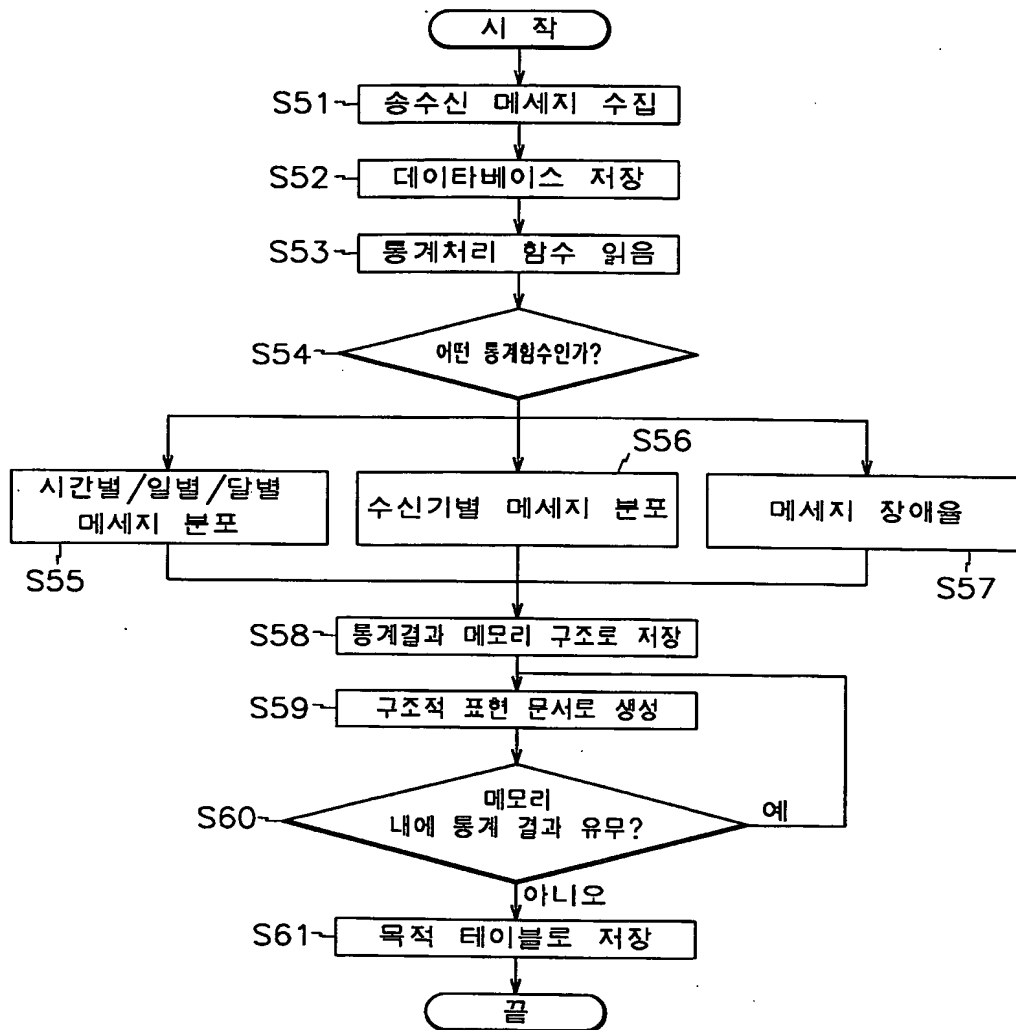 시 작
S51 송수신 메세지 수집
S52 데이타베이스 저장
S53 통계처리 함수 읽음
S54 어떤 통계함수인가?
S56
시간별/일별/달별
메세지 분포
수신기별 메세지 분포
메세지 장애율
S55
S57
S58 통계결과 메모리 구조로 저장
S59 구조적 표현 문서로 생성
메모리
S60 내에 통계 결과 유무?
예
아니오
S61 목적 테이블로 저장
끝